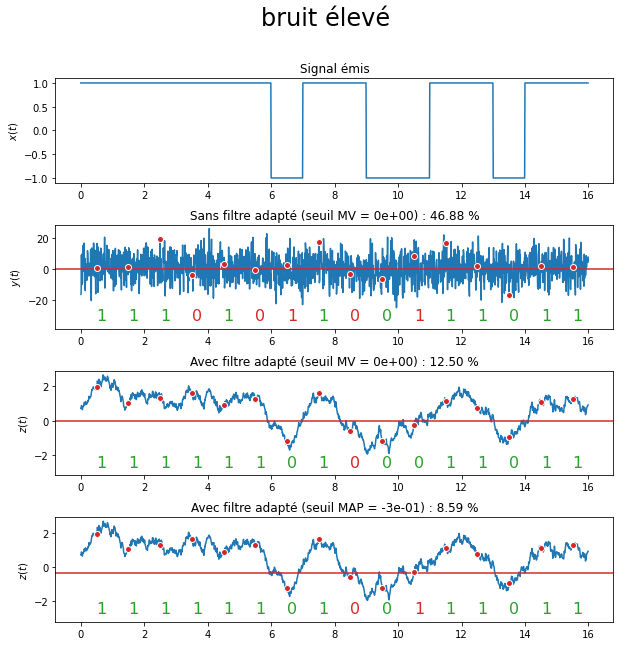 bruit élevé
Signal émis
1.0
0.5
0.0
−0.5
−1.0
x(t)
0 2 4 6 8 10 12 14 16
Sans filtre adapté (seuil MV = 0e+00) : 46.88 %
20
0
−20
y(t)
1 1 1 0 1 0 1 1 0 0 1 1 1 0 1 1
0 2 4 6 8 10 12 14 16
Avec filtre adapté (seuil MV = 0e+00) : 12.50 %
2
0
−2
z(t)
1 1 1 1 1 1 0 1 0 0 0 1 1 0 1 1
0 2 4 6 8 10 12 14 16
Avec filtre adapté (seuil MAP = -3e-01) : 8.59 %
2
0
−2
z(t)
1 1 1 1 1 1 0 1 0 0 1 1 1 0 1 1
0 2 4 6 8 10 12 14 16